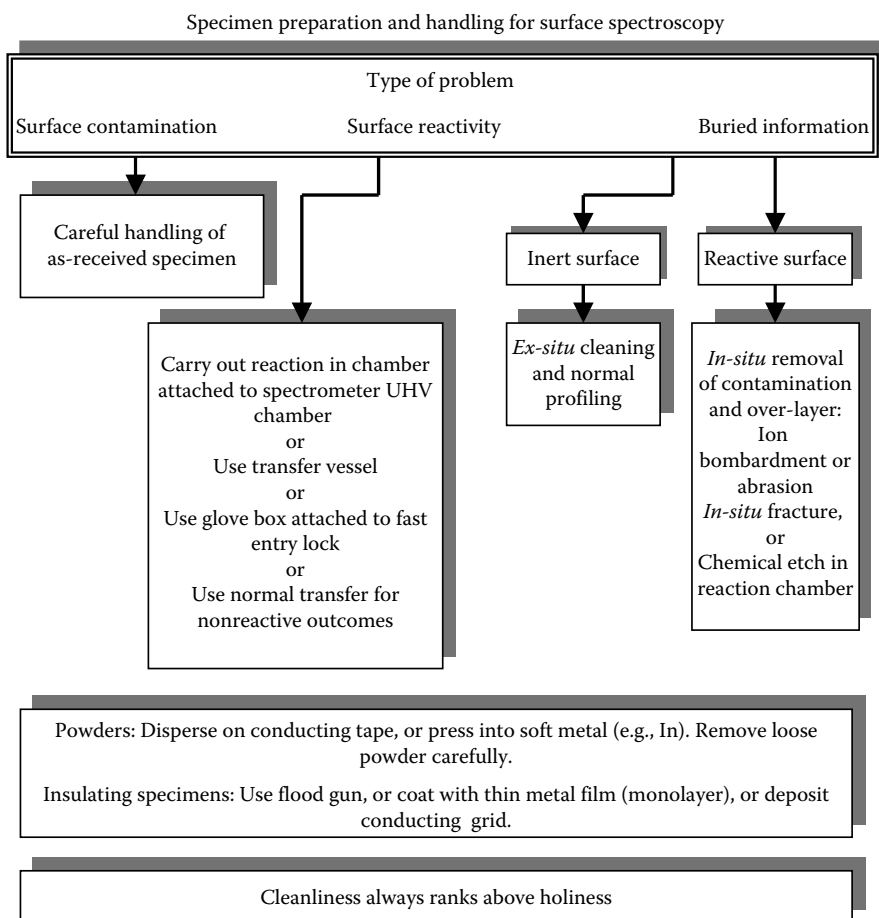 Specimen preparation and handling for surface spectroscopy
Type of problem
Surface contamination
Surface reactivity
Buried information
Careful handling of
as-received specimen
Carry out reaction in chamber
attached to spectrometer UHV
chamber
or
Use transfer vessel
or
Use glove box attached to fast
entry lock
or
Use normal transfer for
nonreactive outcomes
Inert surface
Ex-situ cleaning
and normal
profiling
Reactive surface
In-situ removal
of contamination
and over-layer:
Ion
bombardment or
abrasion
In-situ fracture,
or
Chemical etch in
reaction chamber
Powders: Disperse on conducting tape, or press into soft metal (e.g., In). Remove loose
powder carefully.
Insulating specimens: Use flood gun, or coat with thin metal film (monolayer), or deposit
conducting grid.
Cleanliness always ranks above holiness